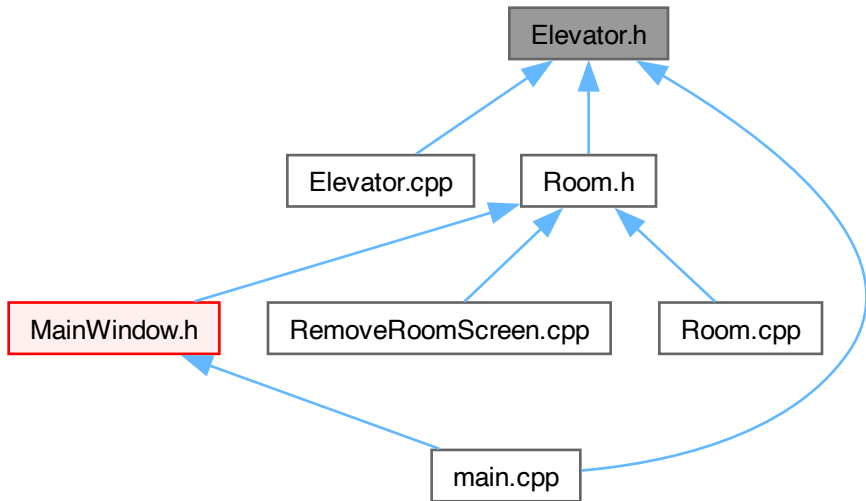 Elevator.h
Elevator.cpp
Room.h
MainWindow.h
RemoveRoomScreen.cpp
Room.cpp
main.cpp